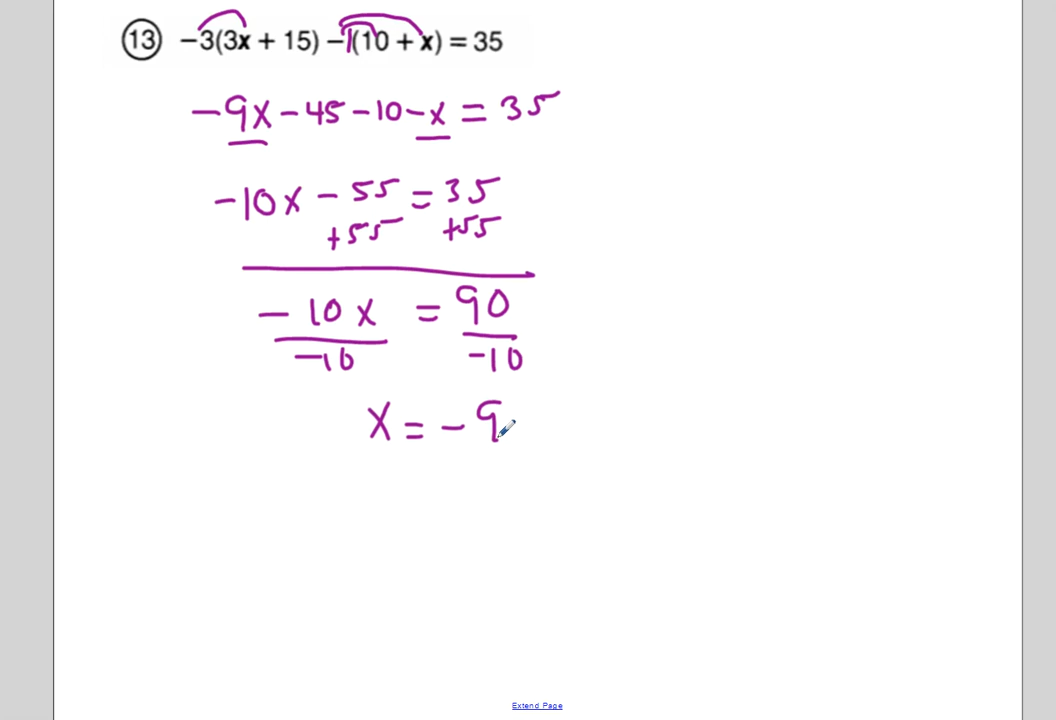 13 −3(3x + 15) −1(10 + x) = 35
−9x − 45 − 10 − x = 35
−10x − 55 = 35
+55 +55
− 10x = 90
−10 −10
x = − 9
Extend Page